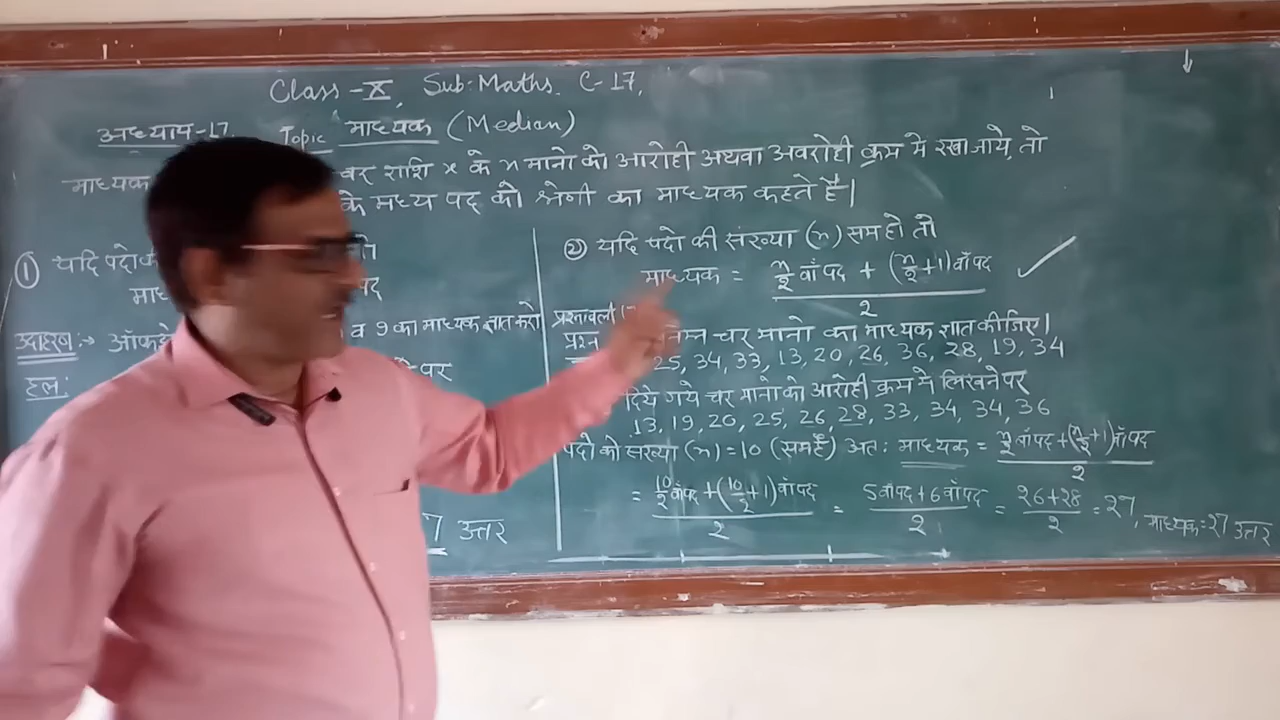 Class - X, Sub: Maths. C-17,
अध्याय-17. Topic माध्यक (Median)
माध्यक चर राशि x के n मानो को आरोही अथवा अवरोही क्रम मे रखा जाये, तो
के मध्य पद को श्रेणी का माध्यक कहते है।
① यदि पदो
उदाहरण :→ व 9 का माध्यक ज्ञात करो
हल: पर
7 उत्तर
② यदि पदो की संख्या (n) सम हो तो
माध्यक = n/2 वाँ पद + (n/2 + 1) वाँ पद / 2
प्रश्नावली
प्रश्न चर मानो का माध्यक ज्ञात कीजिए।
25, 34, 33, 13, 20, 26, 36, 28, 19, 34
दिये गये चर मानो को आरोही क्रम मे लिखने पर
13, 19, 20, 25, 26, 28, 33, 34, 34, 36
पदो की संख्या (n) = 10 (सम है) अत: माध्यक = n/2 वाँ पद + (n/2 + 1) वाँ पद / 2
= 10/2 वाँ पद + (10/2 + 1) वाँ पद / 2 = 5 वाँ पद + 6 वाँ पद / 2 = 26 + 28 / 2 = 27, माध्यक = 27 उत्तर